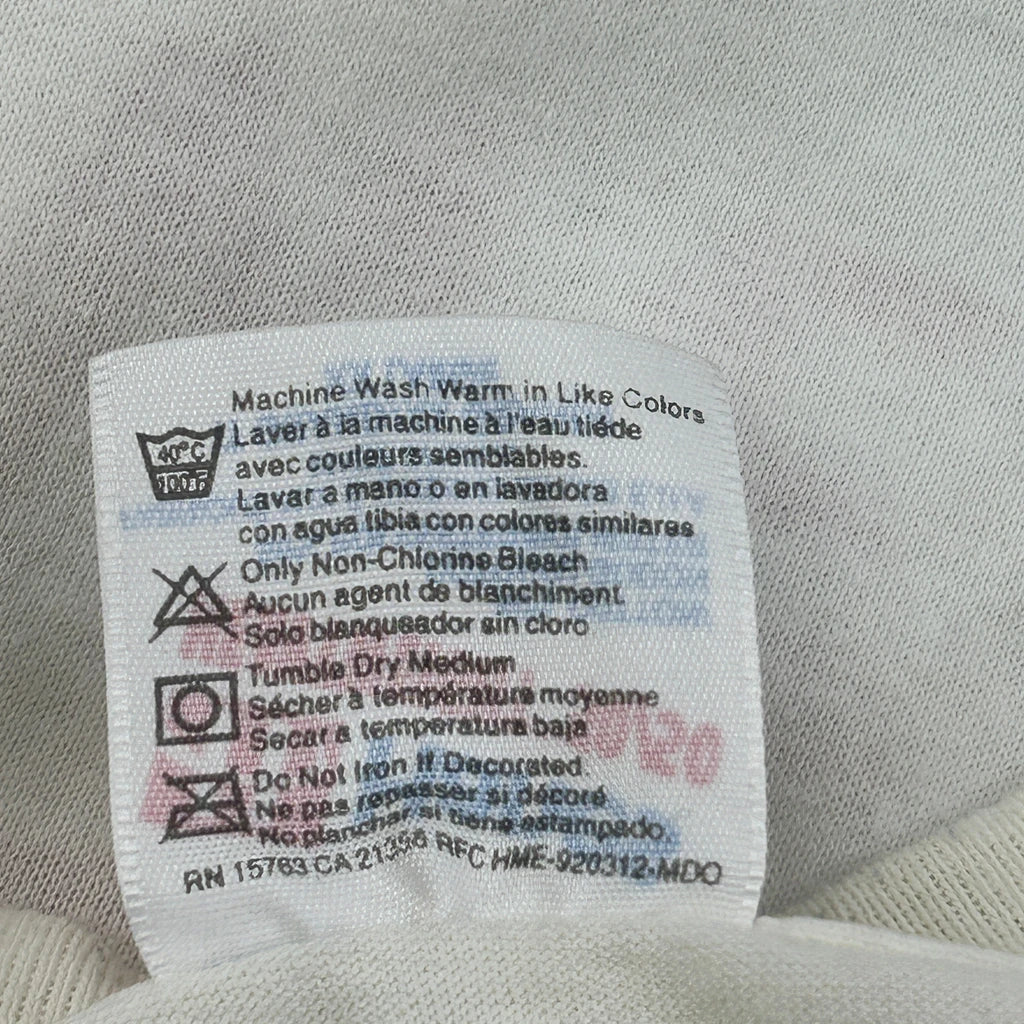 Machine Wash Warm in Like Colors
Laver à la machine à l'eau tiéde
avec couleurs semblables.
40°C
100°F
Lavar a mano o en lavadora
con agua tibia con colores similares
Only Non-Chlorine Bleach
Aucun agent de blanchiment
Solo blanqueador sin cloro
Tumble Dry Medium
Sécher à température moyenne
Secar a temperatura baja
Do Not Iron If Decorated.
Ne pas repasser si décoré
No planchar si tiene estampado.
RN 15763 CA 21398 RFC HME-920312-MDO